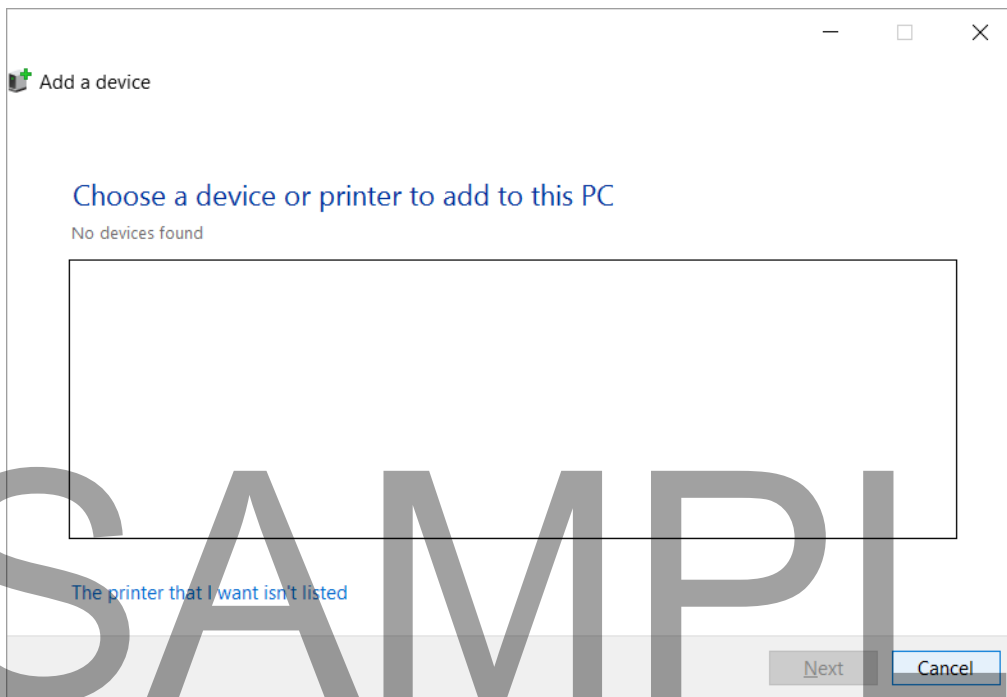 Add a device
Choose a device or printer to add to this PC
No devices found
The printer that I want isn't listed
Next
Cancel
SAMPL